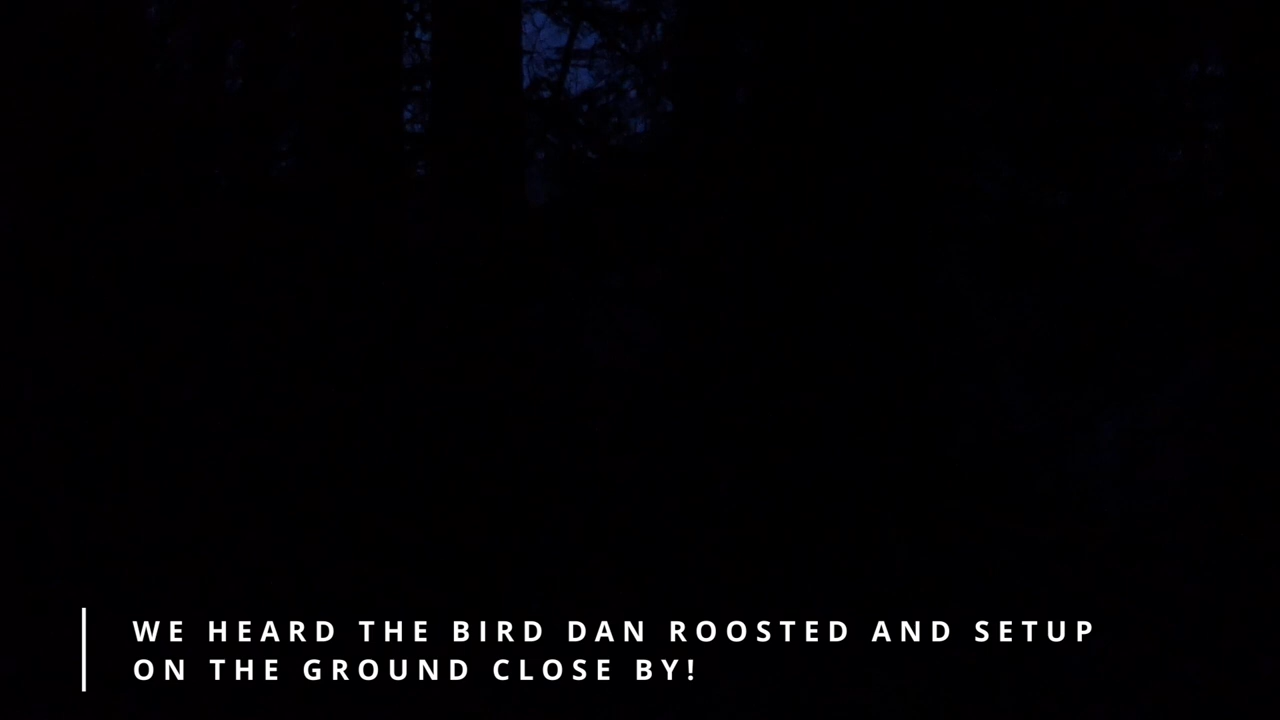 WE HEARD THE BIRD DAN ROOSTED AND SETUP
ON THE GROUND CLOSE BY!